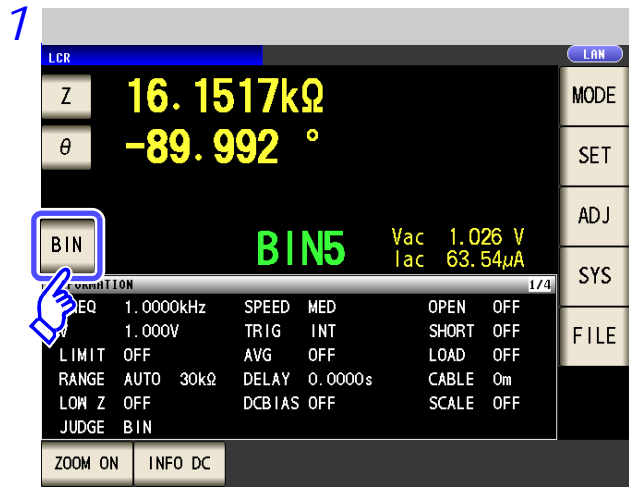 1
LCR LAN
Z 16.1517kΩ MODE
θ -89.992 ° SET
ADJ
BIN BIN5 Vac 1.026 V
Iac 63.54μA SYS
1/4
1.0000kHz SPEED MED OPEN OFF
1.000V TRIG INT SHORT OFF FILE
LIMIT OFF AVG OFF LOAD OFF
RANGE AUTO 30kΩ DELAY 0.0000s CABLE 0m
LOW Z OFF DCBIAS OFF SCALE OFF
JUDGE BIN
ZOOM ON INFO DC